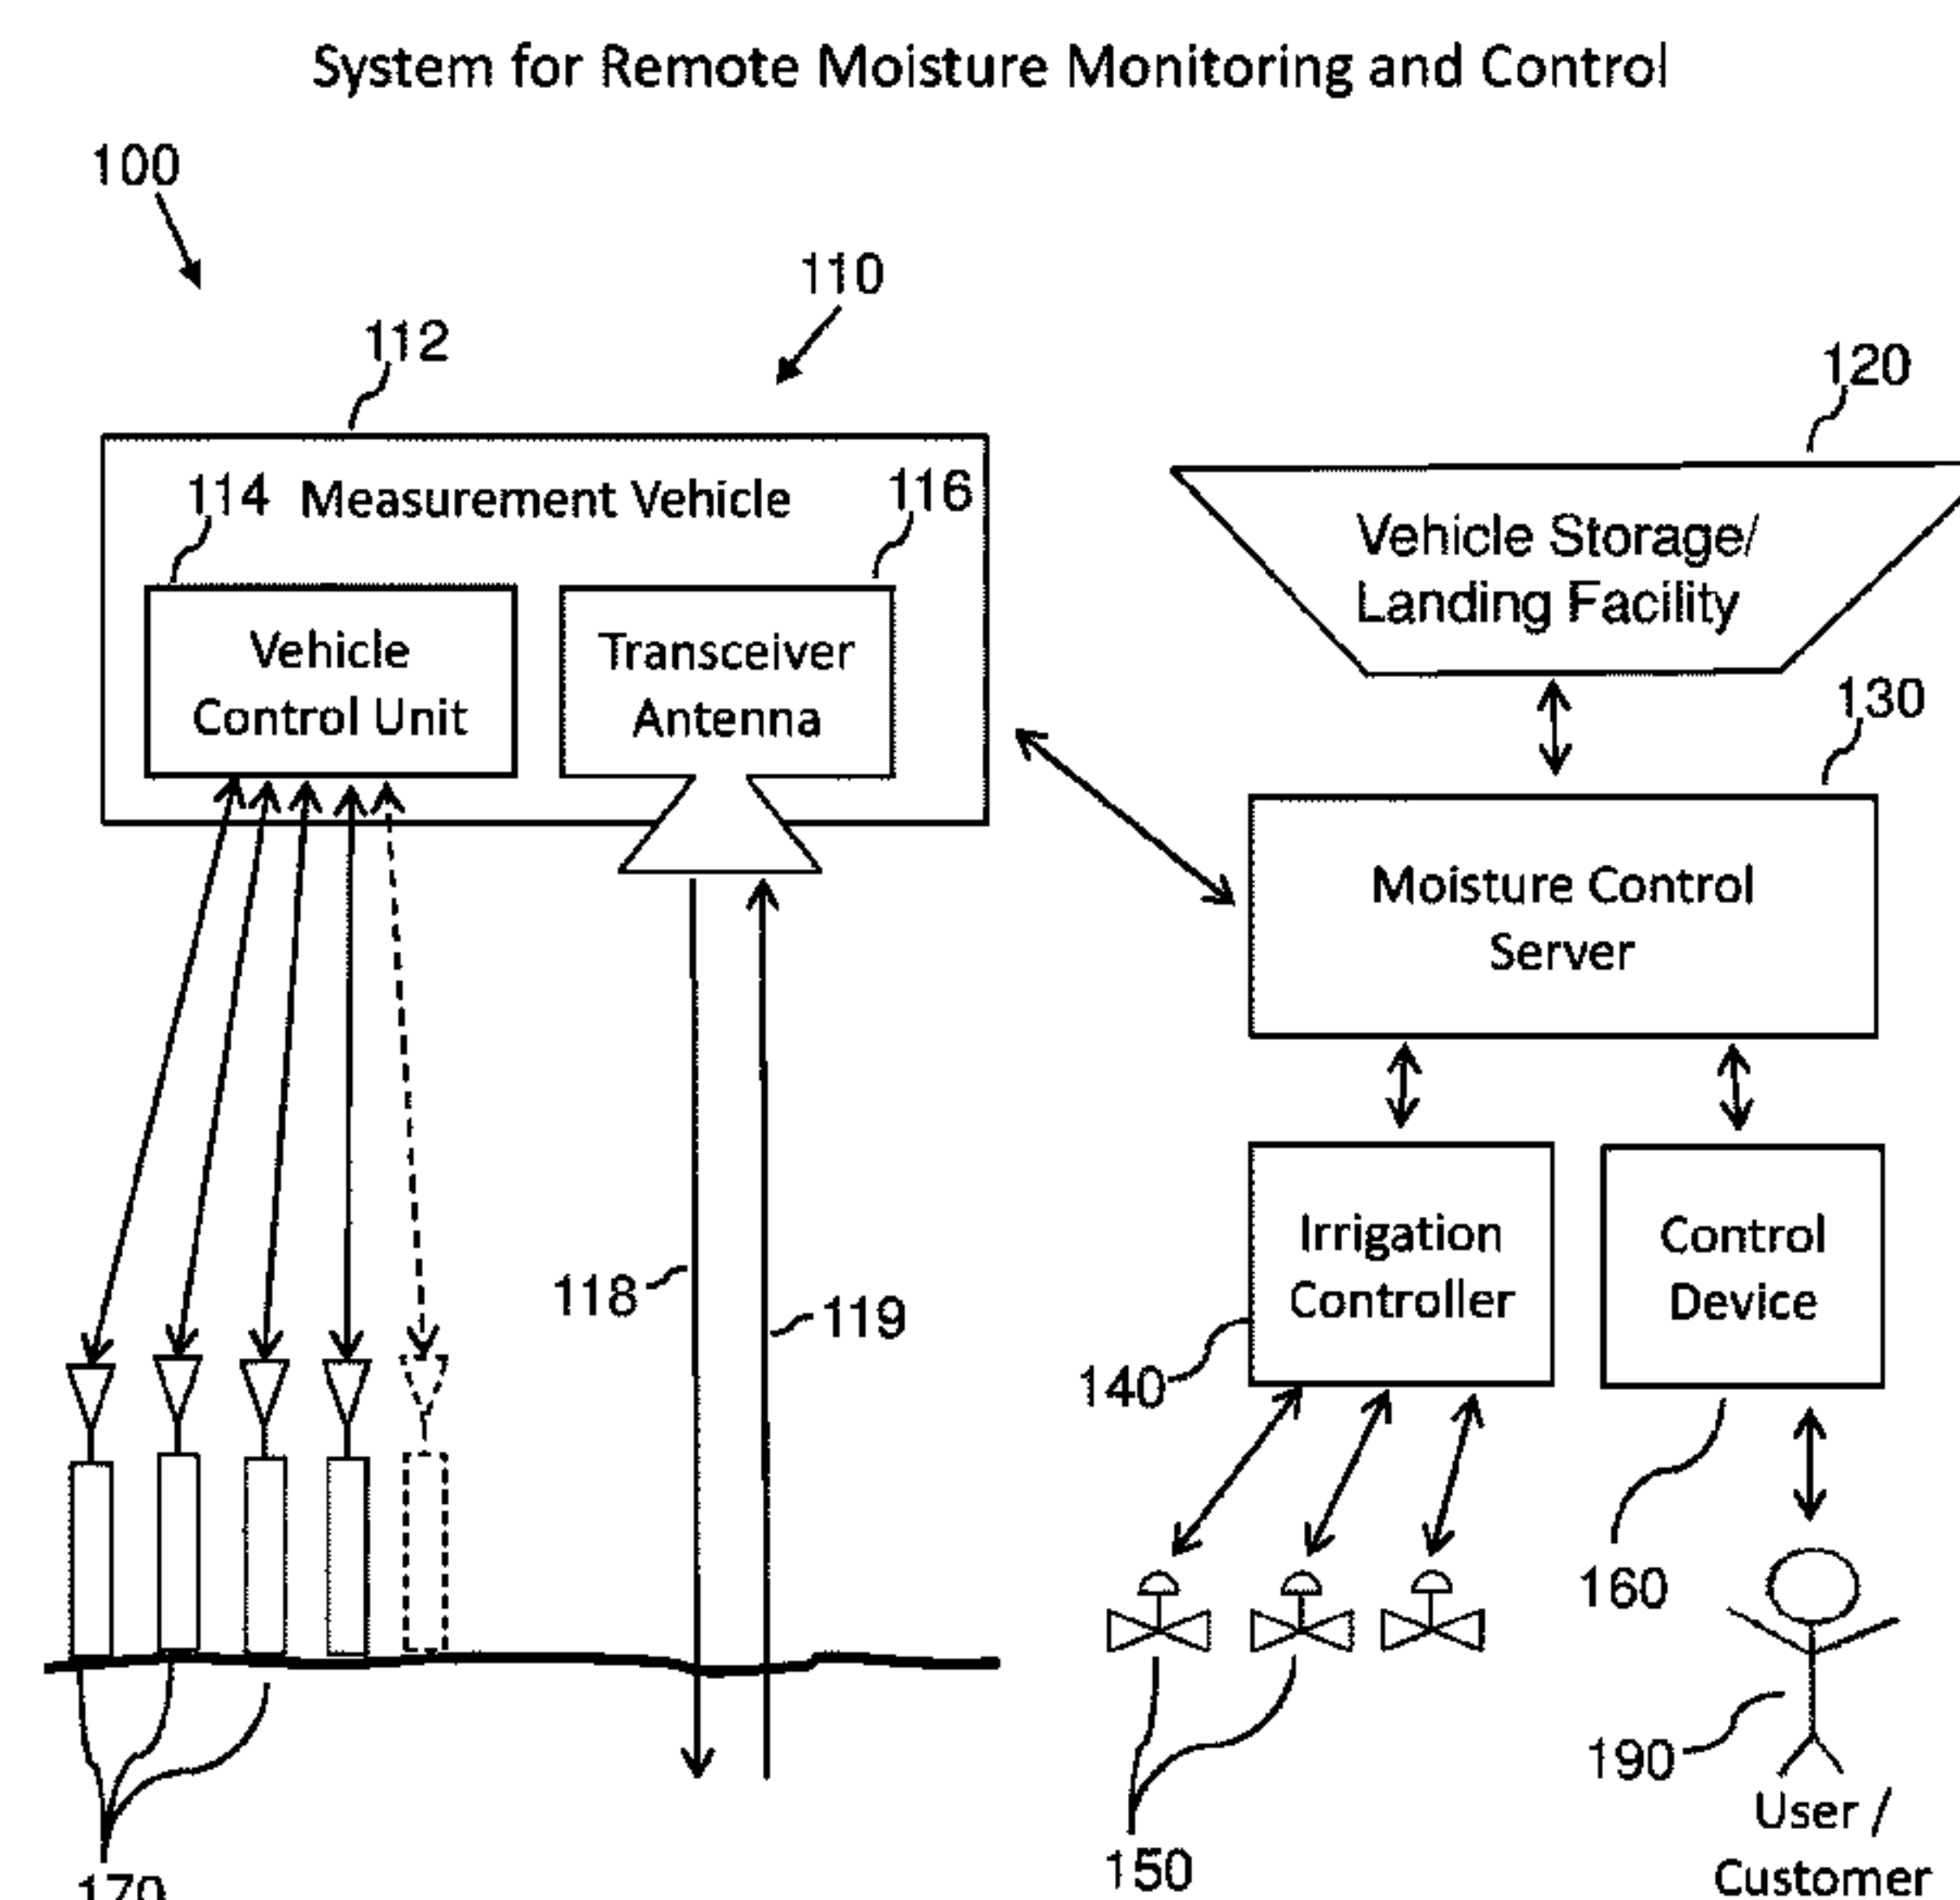 System for Remote Moisture Monitoring and Control
100
110
112
120
114 Measurement Vehicle 116
Vehicle Storage/
Landing Facility
Vehicle
Control Unit
Transceiver
Antenna
130
Moisture Control
Server
118
119
Irrigation
Controller
Control
Device
140
160
190
User /
Customer
150
170